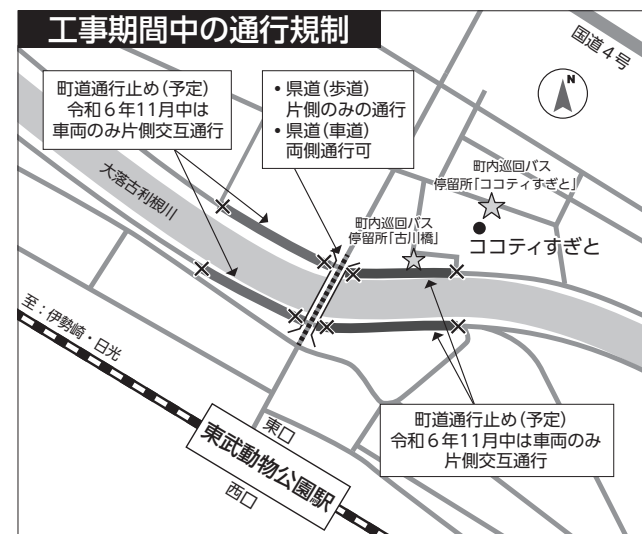 工事期間中の通行規制
国道4号
N
町道通行止め(予定)
令和6年11月中は
車両のみ片側交互通行
• 県道(歩道)
片側のみの通行
• 県道(車道)
両側通行可
大落古利根川
町内巡回バス
停留所「ココティすぎと」
町内巡回バス
停留所「古川橋」
ココティすぎと
至:伊勢崎・日光
東口
東武動物公園駅
西口
町道通行止め(予定)
令和6年11月中は車両のみ
片側交互通行